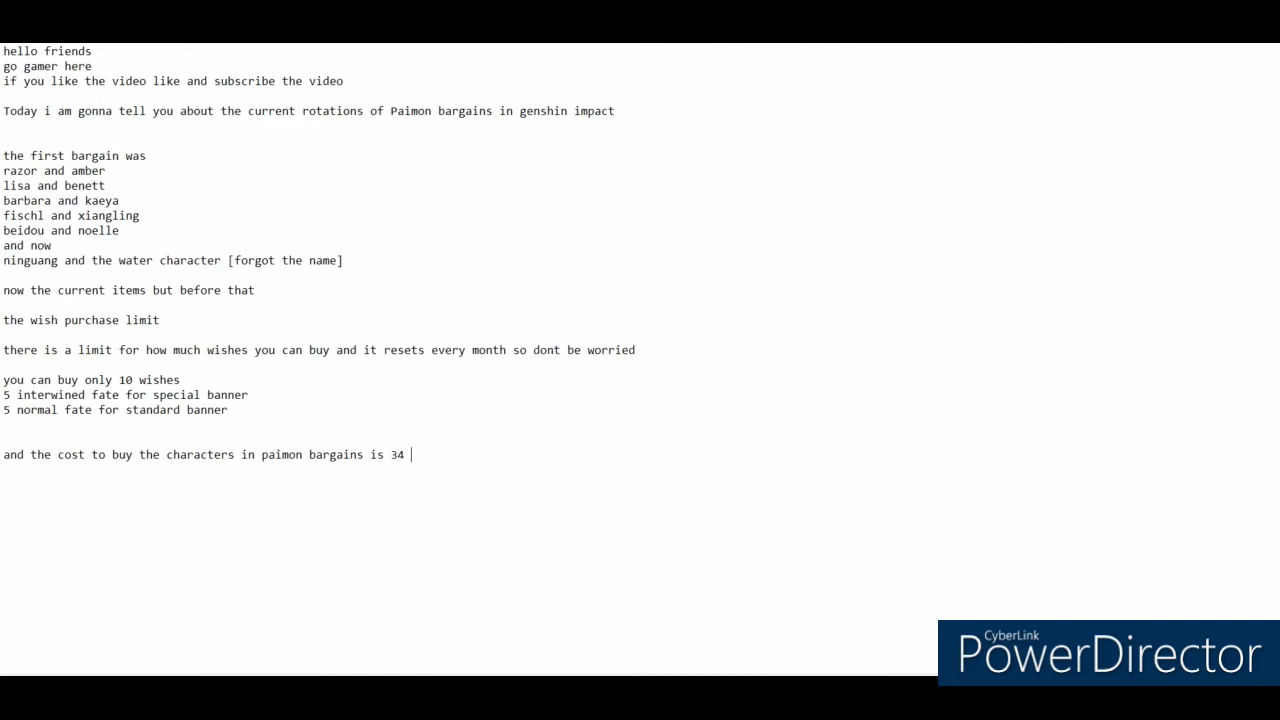 hello friends
go gamer here
if you like the video like and subscribe the video
Today i am gonna tell you about the current rotations of Paimon bargains in genshin impact
the first bargain was
razor and amber
lisa and benett
barbara and kaeya
fischl and xiangling
beidou and noelle
and now
ninguang and the water character [forgot the name]
now the current items but before that
the wish purchase limit
there is a limit for how much wishes you can buy and it resets every month so dont be worried
you can buy only 10 wishes
5 interwined fate for special banner
5 normal fate for standard banner
and the cost to buy the characters in paimon bargains is 34
CyberLink
PowerDirector